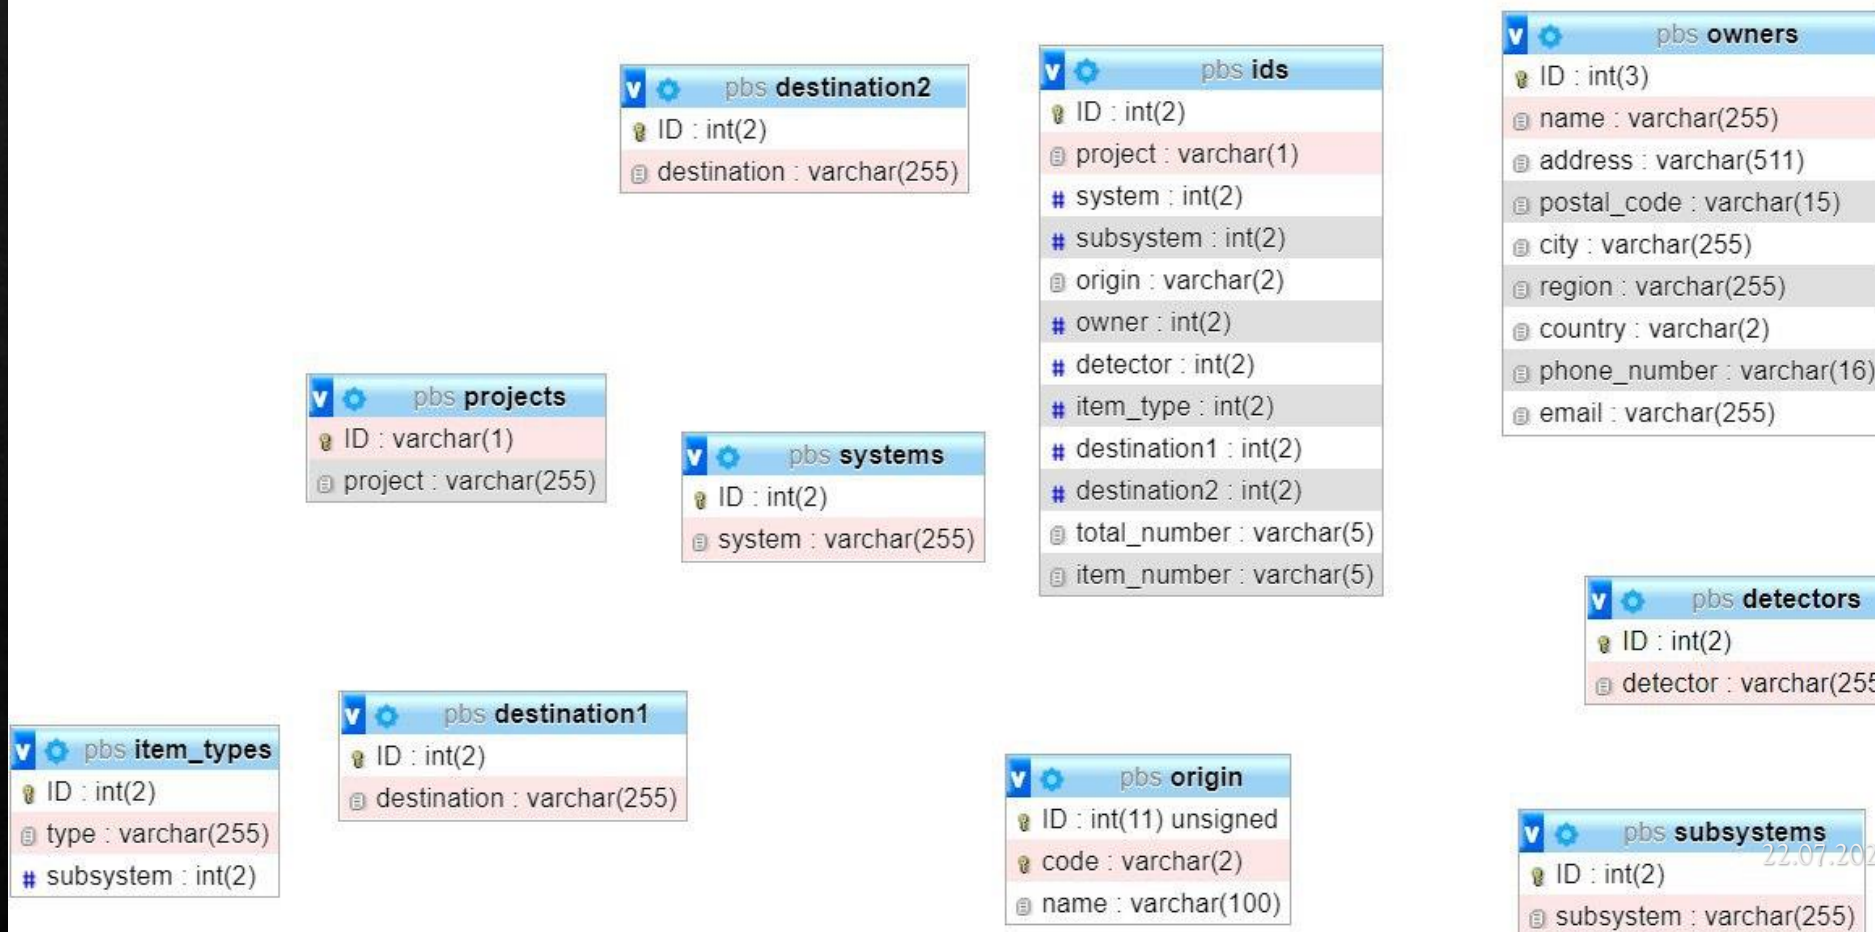 pbs destination2
ID : int(2)
destination : varchar(255)
pbs ids
ID : int(2)
project : varchar(1)
system : int(2)
subsystem : int(2)
origin : varchar(2)
owner : int(2)
detector : int(2)
item_type : int(2)
destination1 : int(2)
destination2 : int(2)
total_number : varchar(5)
item_number : varchar(5)
pbs owners
ID : int(3)
name : varchar(255)
address : varchar(511)
postal_code : varchar(15)
city : varchar(255)
region : varchar(255)
country : varchar(2)
phone_number : varchar(16)
email : varchar(255)
pbs projects
ID : varchar(1)
project : varchar(255)
pbs systems
ID : int(2)
system : varchar(255)
pbs detectors
ID : int(2)
detector : varchar(255
pbs item_types
ID : int(2)
type : varchar(255)
# subsystem : int(2)
pbs destination1
ID : int(2)
destination : varchar(255)
pbs origin
ID : int(11) unsigned
code : varchar(2)
name : varchar(100)
pbs subsystems
22.07.202
ID : int(2)
subsystem : varchar(255)